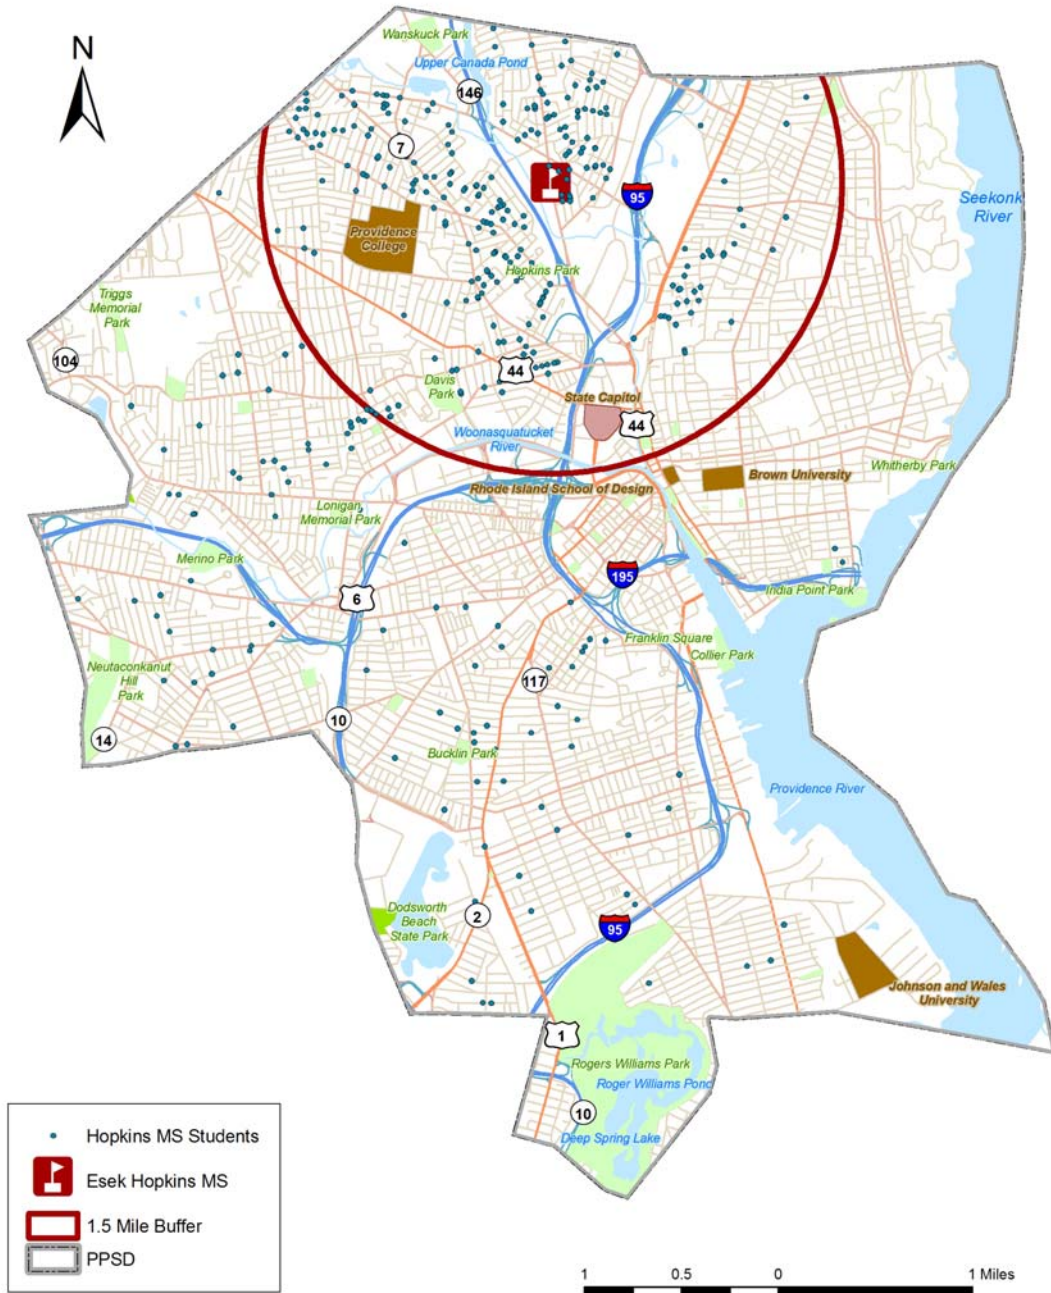 N
Wanskuck Park
Upper Canada Pond
146
7
95
Seekonk
River
Providence
College
Hopkins Park
Triggs
Memorial
Park
104
44
Davis
Park
State Capitol
44
Woonasquatucket
River
Whitherby Park
Brown University
Rhode Island School of Design
Lonigan
Memorial Park
Merino Park
195
6
India Point Park
Franklin Square
Collier Park
Neutaconkanut
Hill
Park
117
10
14
Bucklin Park
Providence River
Dodsworth
Beach
State Park
2
95
Johnson and Wales
University
1
Rogers Williams Park
Roger Williams Pond
10
Deep Spring Lake
Hopkins MS Students
Esek Hopkins MS
1.5 Mile Buffer
PPSD
1 0.5 0 1 Miles